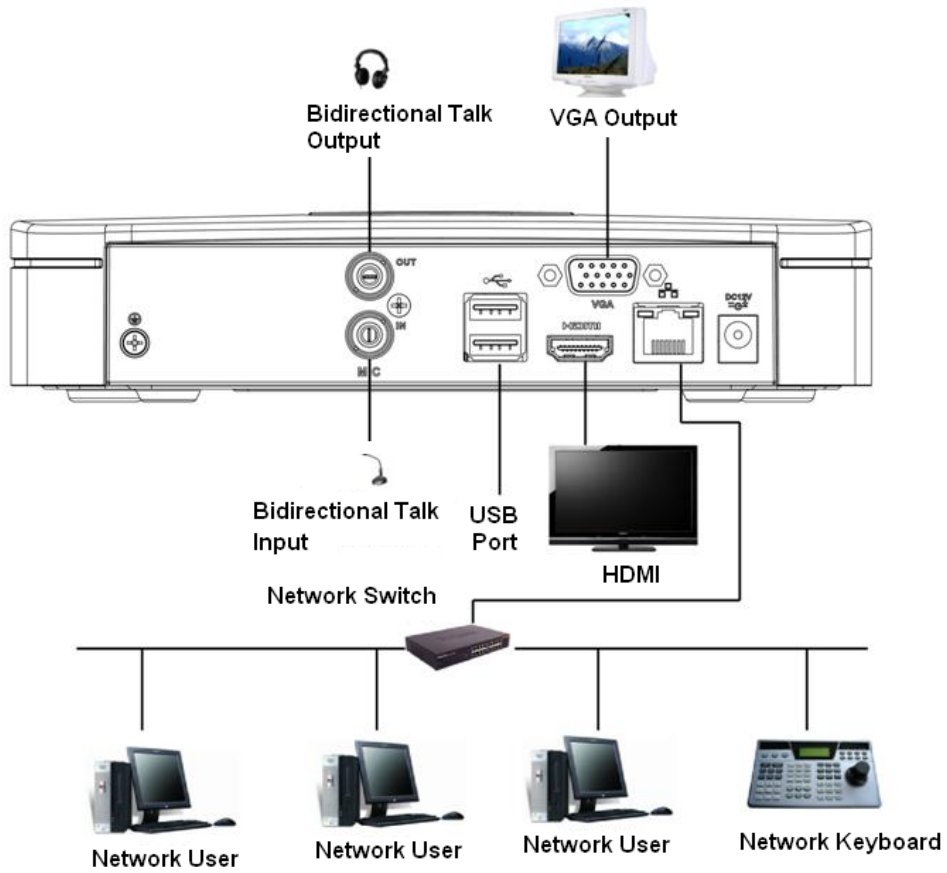 Bidirectional Talk
Output
VGA Output
OUT
IN
MIC
VGA
HDMI
DC12V
Bidirectional Talk
Input
USB
Port
HDMI
Network Switch
Network User
Network User
Network User
Network Keyboard